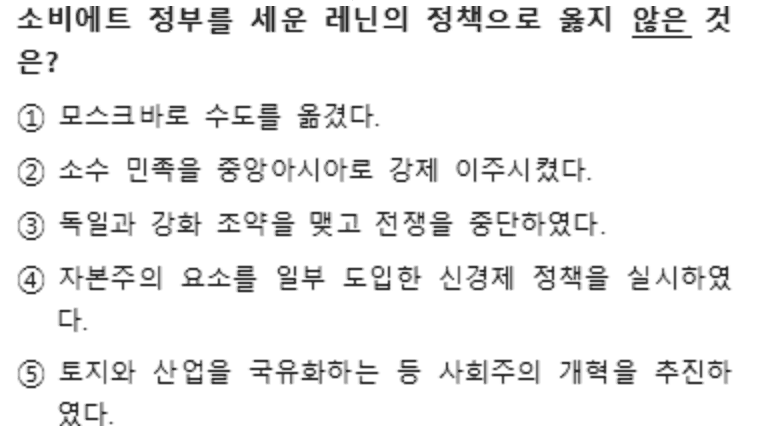 소비에트 정부를 세운 레닌의 정책으로 옳지 않은 것
은?
① 모스크바로 수도를 옮겼다.
② 소수 민족을 중앙아시아로 강제 이주시켰다.
③ 독일과 강화 조약을 맺고 전쟁을 중단하였다.
④ 자본주의 요소를 일부 도입한 신경제 정책을 실시하였
다.
⑤ 토지와 산업을 국유화하는 등 사회주의 개혁을 추진하
였다.